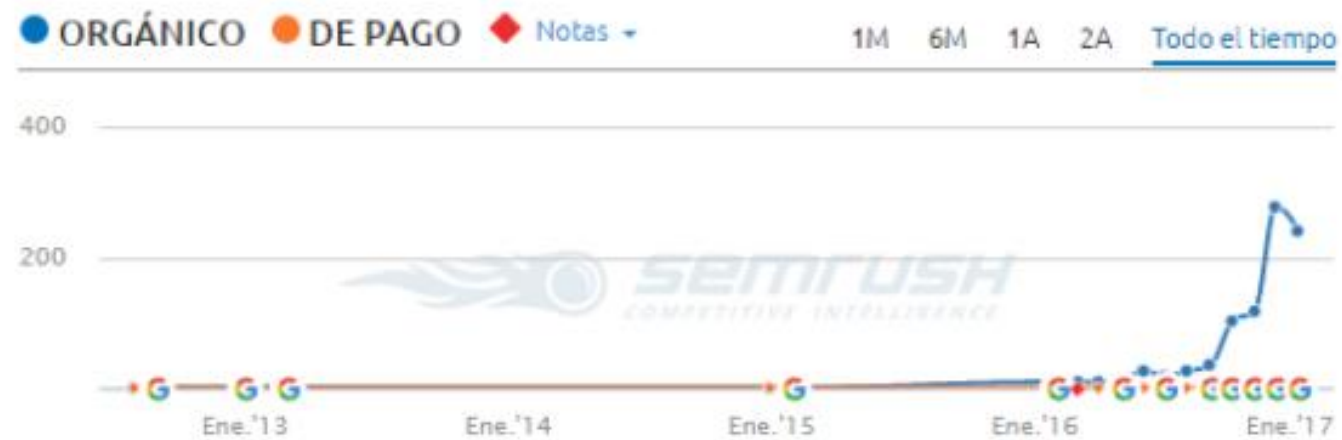 ORGÁNICO DE PAGO Notas 1M 6M 1A 2A Todo el tiempo
400
200
semrush
COMPETITIVE INTELLIGENCE
Ene.'13 Ene.'14 Ene.'15 Ene.'16 Ene.'17